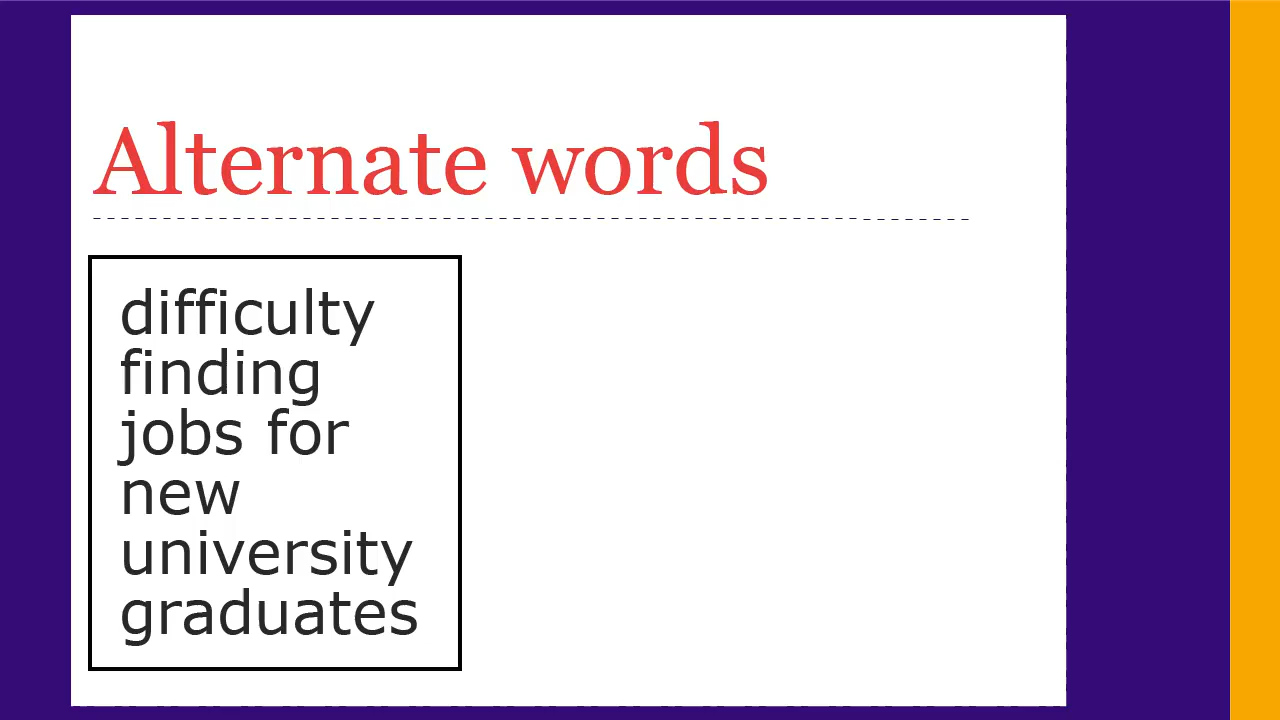 Alternate words
difficulty
finding
jobs for
new
university
graduates